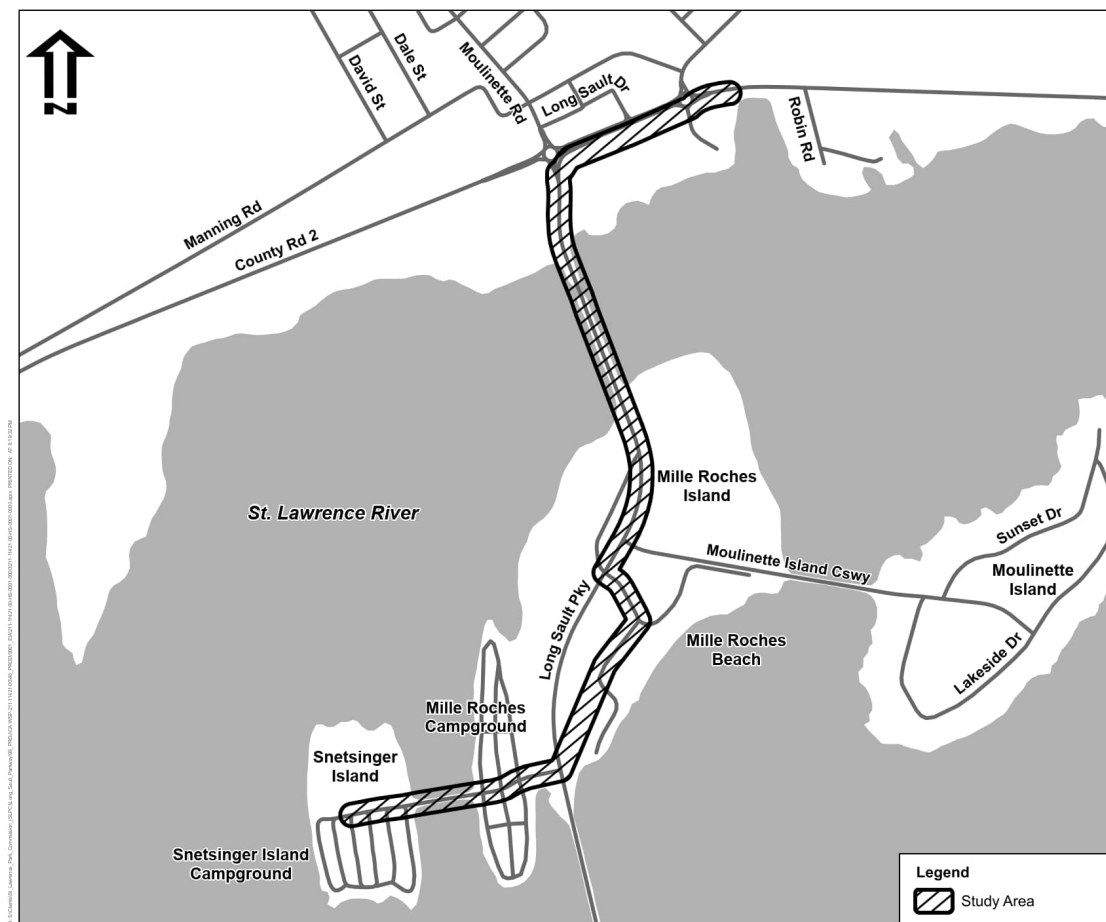 N
David St
Dale St
Moulinette Rd
Long Sault Dr
Robin Rd
Manning Rd
County Rd 2
St. Lawrence River
Mille Roches
Island
Moulinette Island Cswy
Sunset Dr
Moulinette
Island
Long Sault Pky
Mille Roches
Beach
Lakeside Dr
Mille Roches
Campground
Snetsinger
Island
Snetsinger Island
Campground
Legend
Study Area